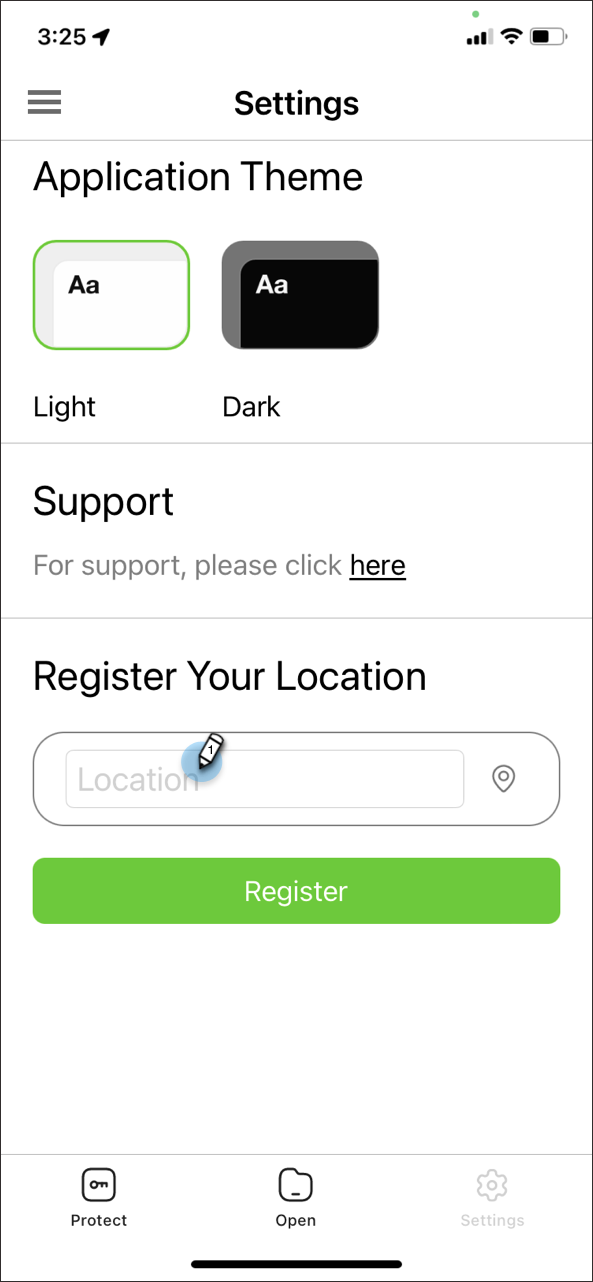 3:25
Settings
Application Theme
Aa Aa
Light Dark
Support
For support, please click here
Register Your Location
1
Location
Register
Protect Open Settings